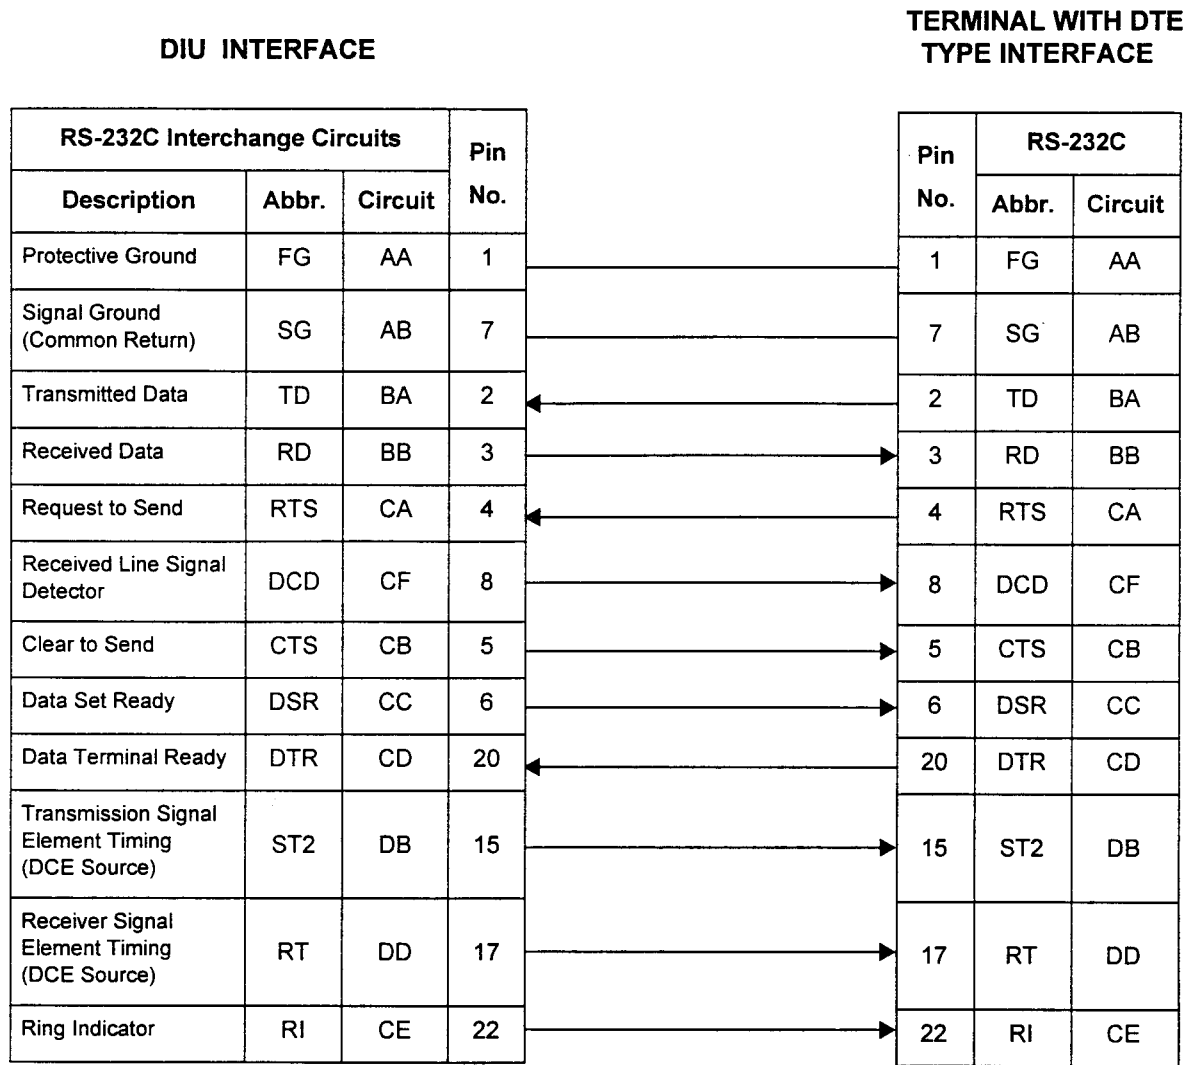 DIU INTERFACE
TERMINAL WITH DTE
TYPE INTERFACE
RS-232C Interchange Circuits
Pin
No.
Description Abbr. Circuit
Protective Ground FG AA 1
Signal Ground
(Common Return) SG AB 7
Transmitted Data TD BA 2
Received Data RD BB 3
Request to Send RTS CA 4
Received Line Signal
Detector DCD CF 8
Clear to Send CTS CB 5
Data Set Ready DSR CC 6
Data Terminal Ready DTR CD 20
Transmission Signal
Element Timing ST2 DB 15
(DCE Source)
Receiver Signal
Element Timing RT DD 17
(DCE Source)
Ring Indicator RI CE 22
Pin
No.
RS-232C
Abbr. Circuit
1 FG AA
7 SG AB
2 TD BA
3 RD BB
4 RTS CA
8 DCD CF
5 CTS CB
6 DSR CC
20 DTR CD
15 ST2 DB
17 RT DD
22 RI CE